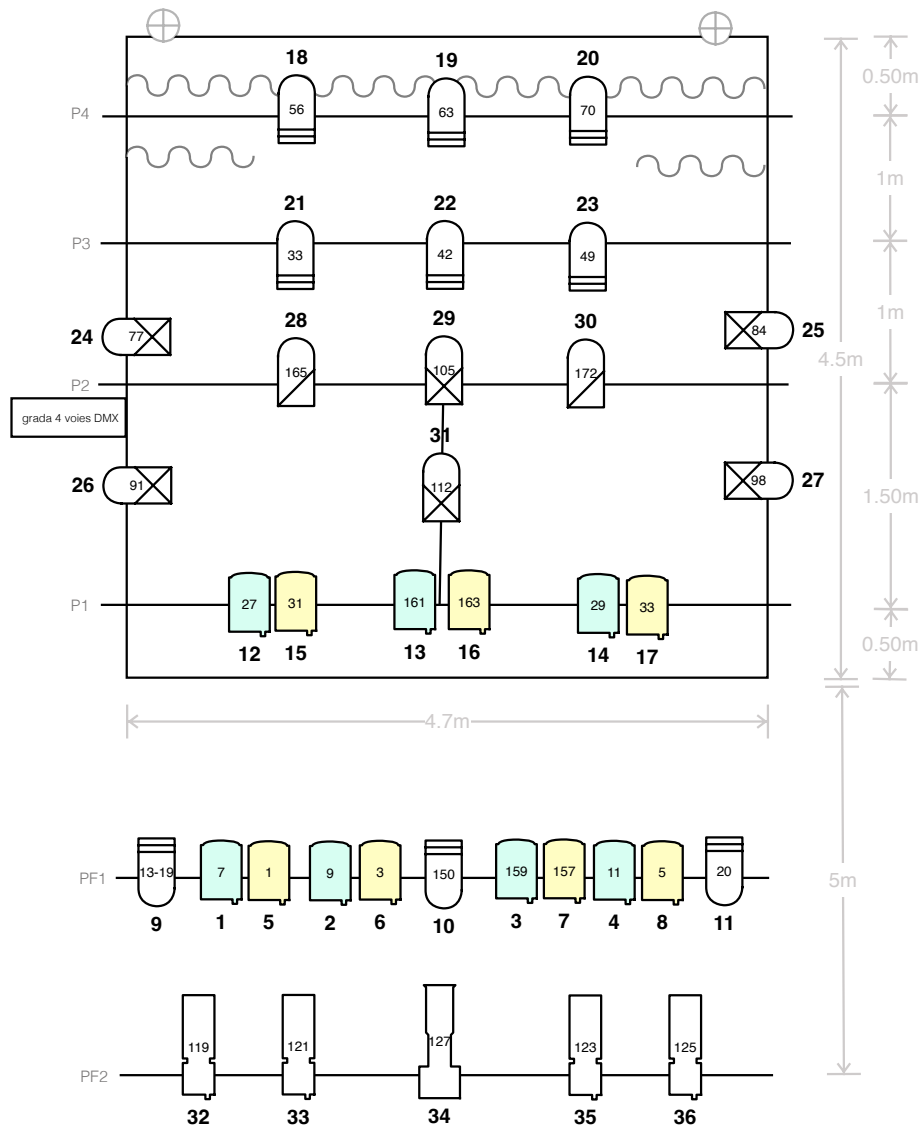 18 19 20
0.50m
P4 56 63 70
1m
21 22 23
P3 33 42 49
1m
24 77 28 29 30 84 25
4.5m
P2 165 105 172
grada 4 voies DMX
31
26 91 112 98 27
1.50m
P1 27 31 161 163 29 33
12 15 13 16 14 17
0.50m
4.7m
PF1 13-19 7 1 9 3 150 159 157 11 5 20
5m
9 1 5 2 6 10 3 7 4 8 11
119 121 127 123 125
PF2
32 33 34 35 36